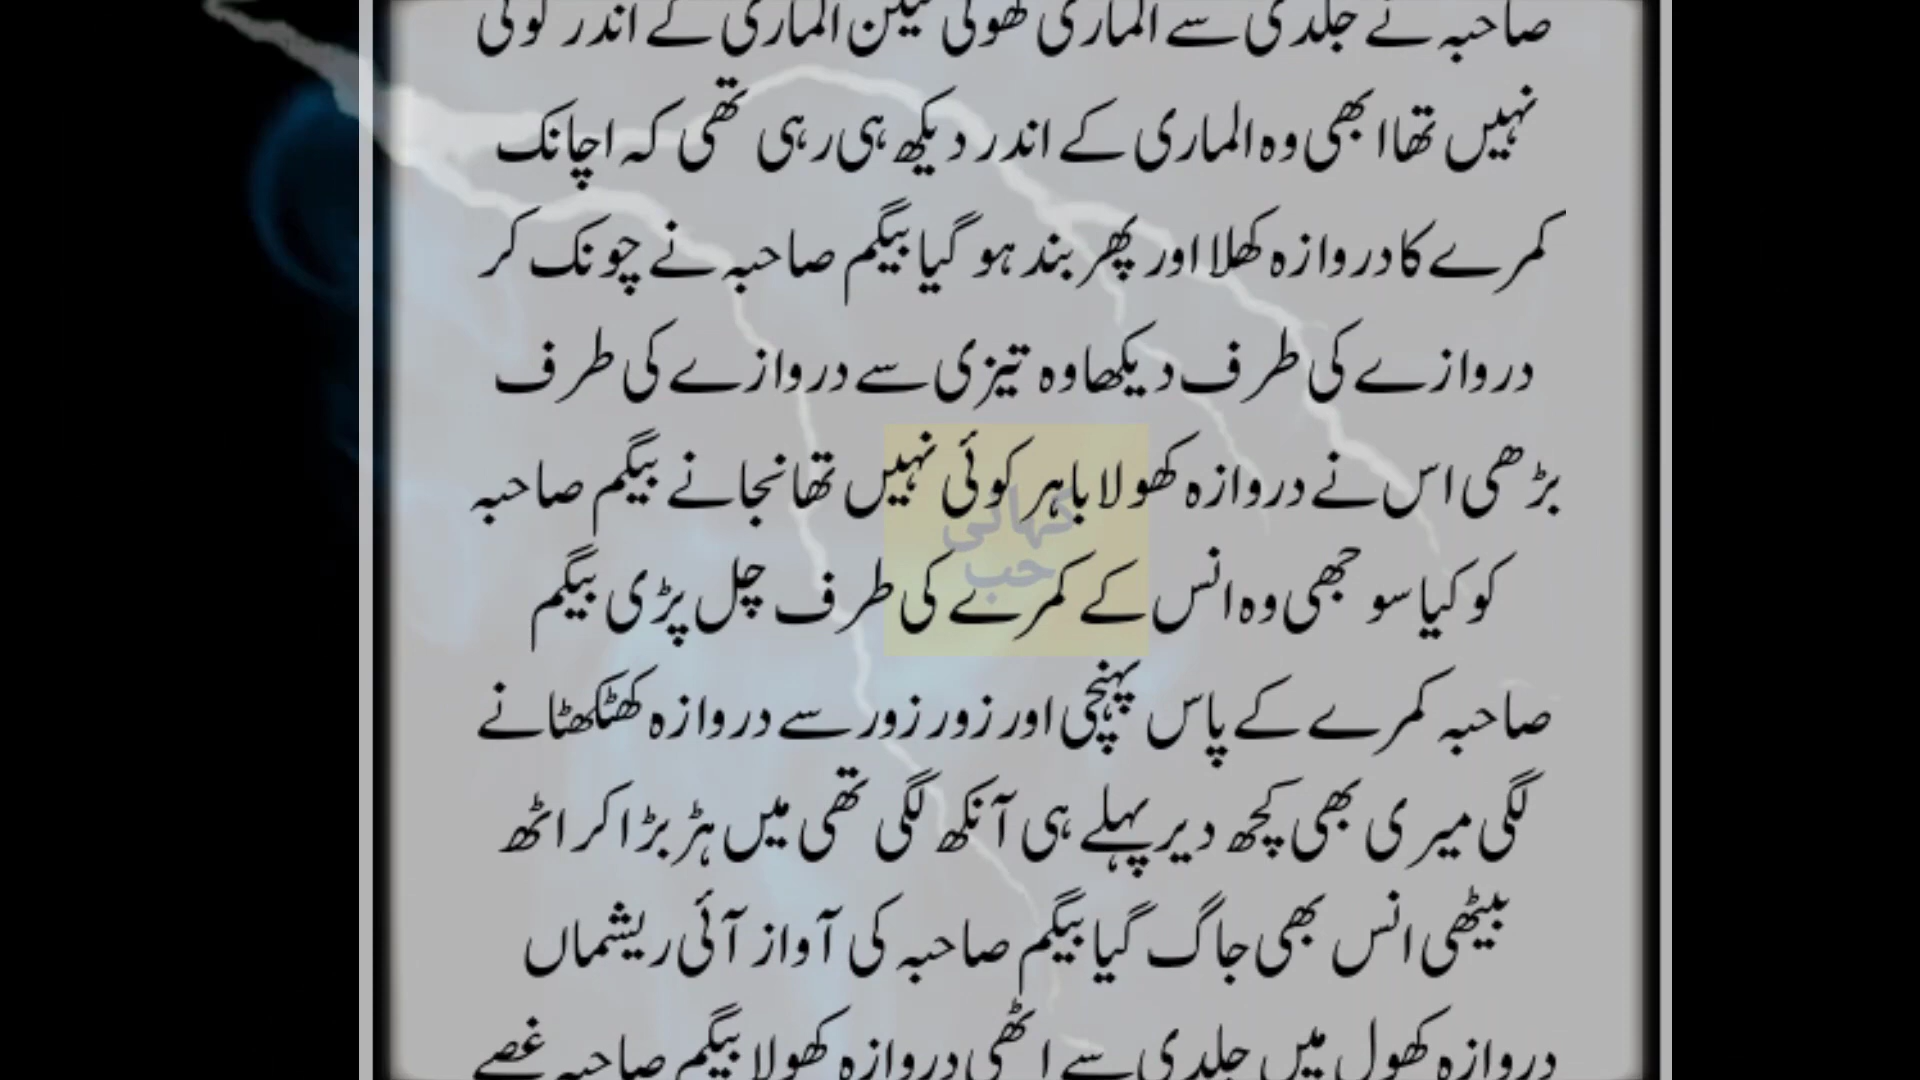 صاحبہ نے جلدی سے الماری کھولی لیکن الماری کے اندر کوئی
نہیں تھا ابھی وہ الماری کے اندر دیکھ ہی رہی تھی کہ اچانک
کمرے کا دروازہ کھلا اور پھر بند ہو گیا بیگم صاحبہ نے چونک کر
دروازے کی طرف دیکھا وہ تیزی سے دروازے کی طرف
بڑھی اس نے دروازہ کھولا باہر کوئی نہیں تھا نجانے بیگم صاحبہ
کو کیا سوجھی وہ انس کے کمرے کی طرف چل پڑی بیگم
صاحبہ کمرے کے پاس پہنچی اور زور زور سے دروازہ کھٹکھٹانے
لگی میری بھی کچھ دیر پہلے ہی آنکھ لگی تھی میں ہڑبڑا کر اٹھ
بیٹھی انس بھی جاگ گیا بیگم صاحبہ کی آواز آئی ریشماں
دروازہ کھول میں جلدی سے اٹھی دروازہ کھولا بیگم صاحبہ غصے
کہانی
حب